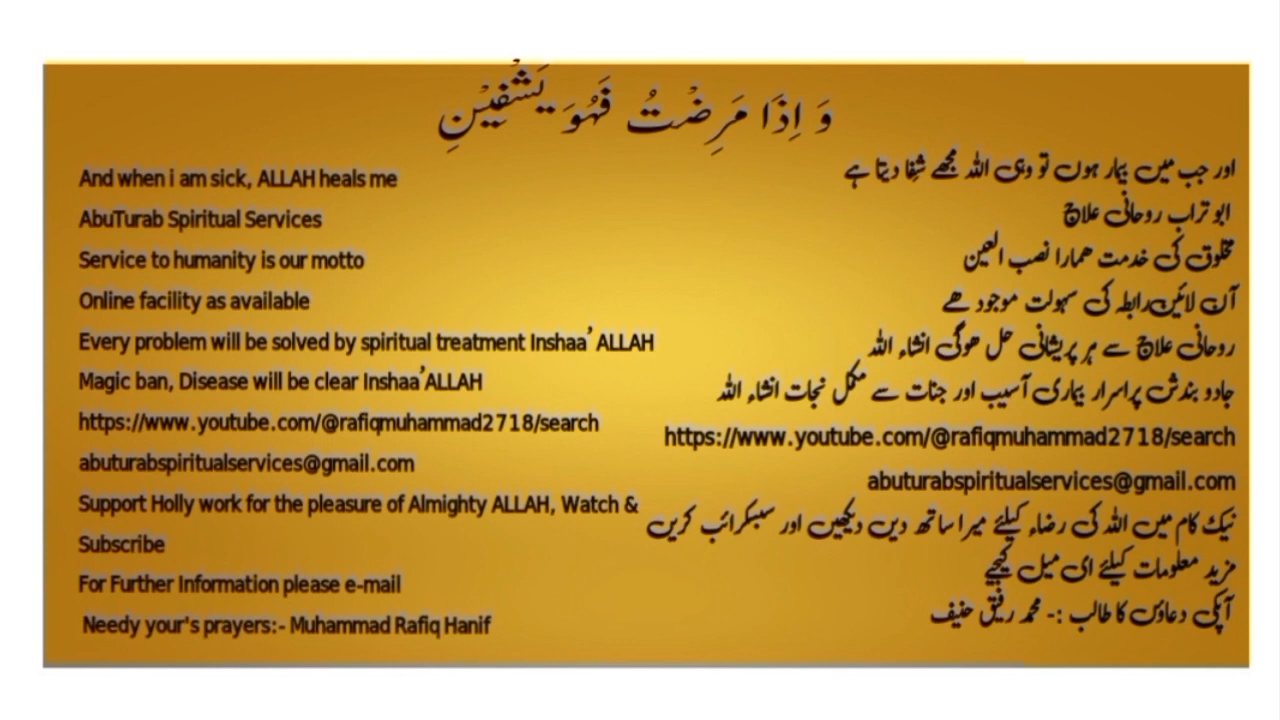 وَ اِذَا مَرِضْتُ فَهُوَ يَشْفِيْنِ
And when i am sick, ALLAH heals me
AbuTurab Spiritual Services
Service to humanity is our motto
Online facility as available
Every problem will be solved by spiritual treatment Inshaa’ ALLAH
Magic ban, Disease will be clear Inshaa’ALLAH
https://www.youtube.com/@rafiqmuhammad2718/search
abuturabspiritualservices@gmail.com
Support Holly work for the pleasure of Almighty ALLAH, Watch &
Subscribe
For Further Information please e-mail
Needy your's prayers:- Muhammad Rafiq Hanif
اور جب میں بیمار ہوں تو وہی اللہ مجھے شِفا دیتا ہے
ابو تراب روحانی علاج
مخلوق کی خدمت ھمارا نصب العین
آن لائین رابطہ کی سہولت موجود ھے
روحانی علاج سے ہر پریشانی حل ھوگی انشاء اللہ
جادو بندش پراسرار بیماری آسیب اور جنات سے مکمل نجات انشاء اللہ
https://www.youtube.com/@rafiqmuhammad2718/search
abuturabspiritualservices@gmail.com
نیک کام میں اللہ کی رضاء کیلئے میرا ساتھ دیں دیکھیں اور سبسکرائب کریں
مزید معلومات کیلئے ای میل کیجیے
آپکی دعاؤں کا طالب :- محمد رفیق حنیف